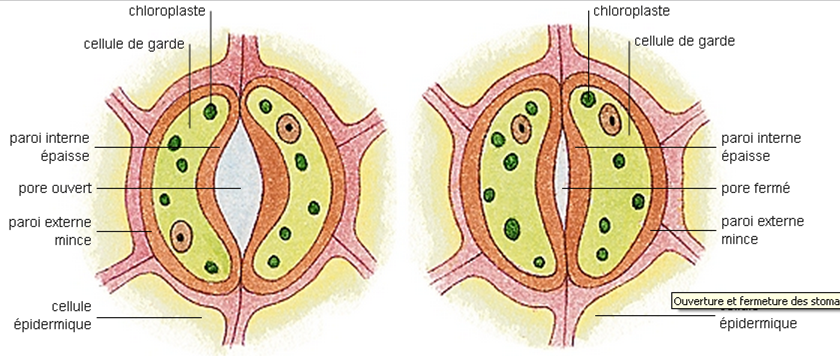 chloroplaste
cellule de garde
paroi interne
épaisse
pore ouvert
paroi externe
mince
cellule
épidermique
chloroplaste
cellule de garde
paroi interne
épaisse
pore fermé
paroi externe
mince
Ouverture et fermeture des stoma
épidermique